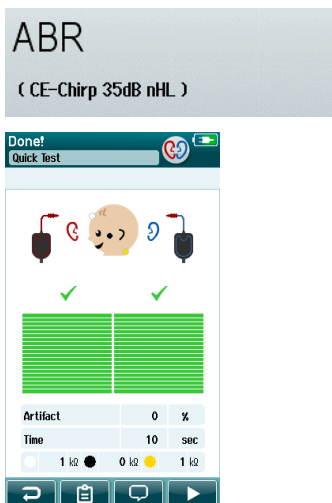 ABR
( CE-Chirp 35dB nHL )
Done!
Quick Test
Artifact 0 %
Time 10 sec
1 kΩ 0 kΩ 1 kΩ